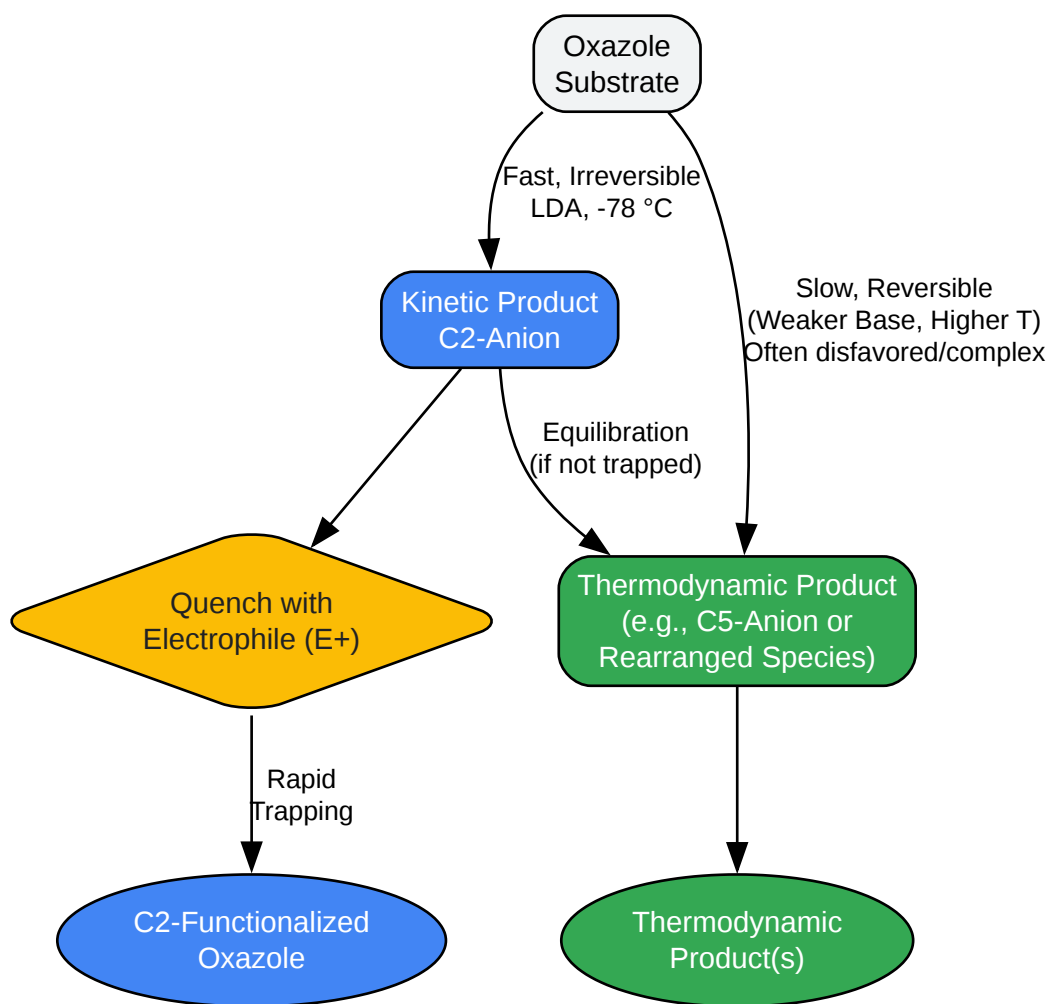 Oxazole
Substrate
Fast, Irreversible
LDA, -78 °C
Slow, Reversible
(Weaker Base, Higher T)
Often disfavored/complex
Kinetic Product
C2-Anion
Equilibration
(if not trapped)
Quench with
Electrophile (E+)
Thermodynamic Product
(e.g., C5-Anion or
Rearranged Species)
Rapid
Trapping
C2-Functionalized
Oxazole
Thermodynamic
Product(s)